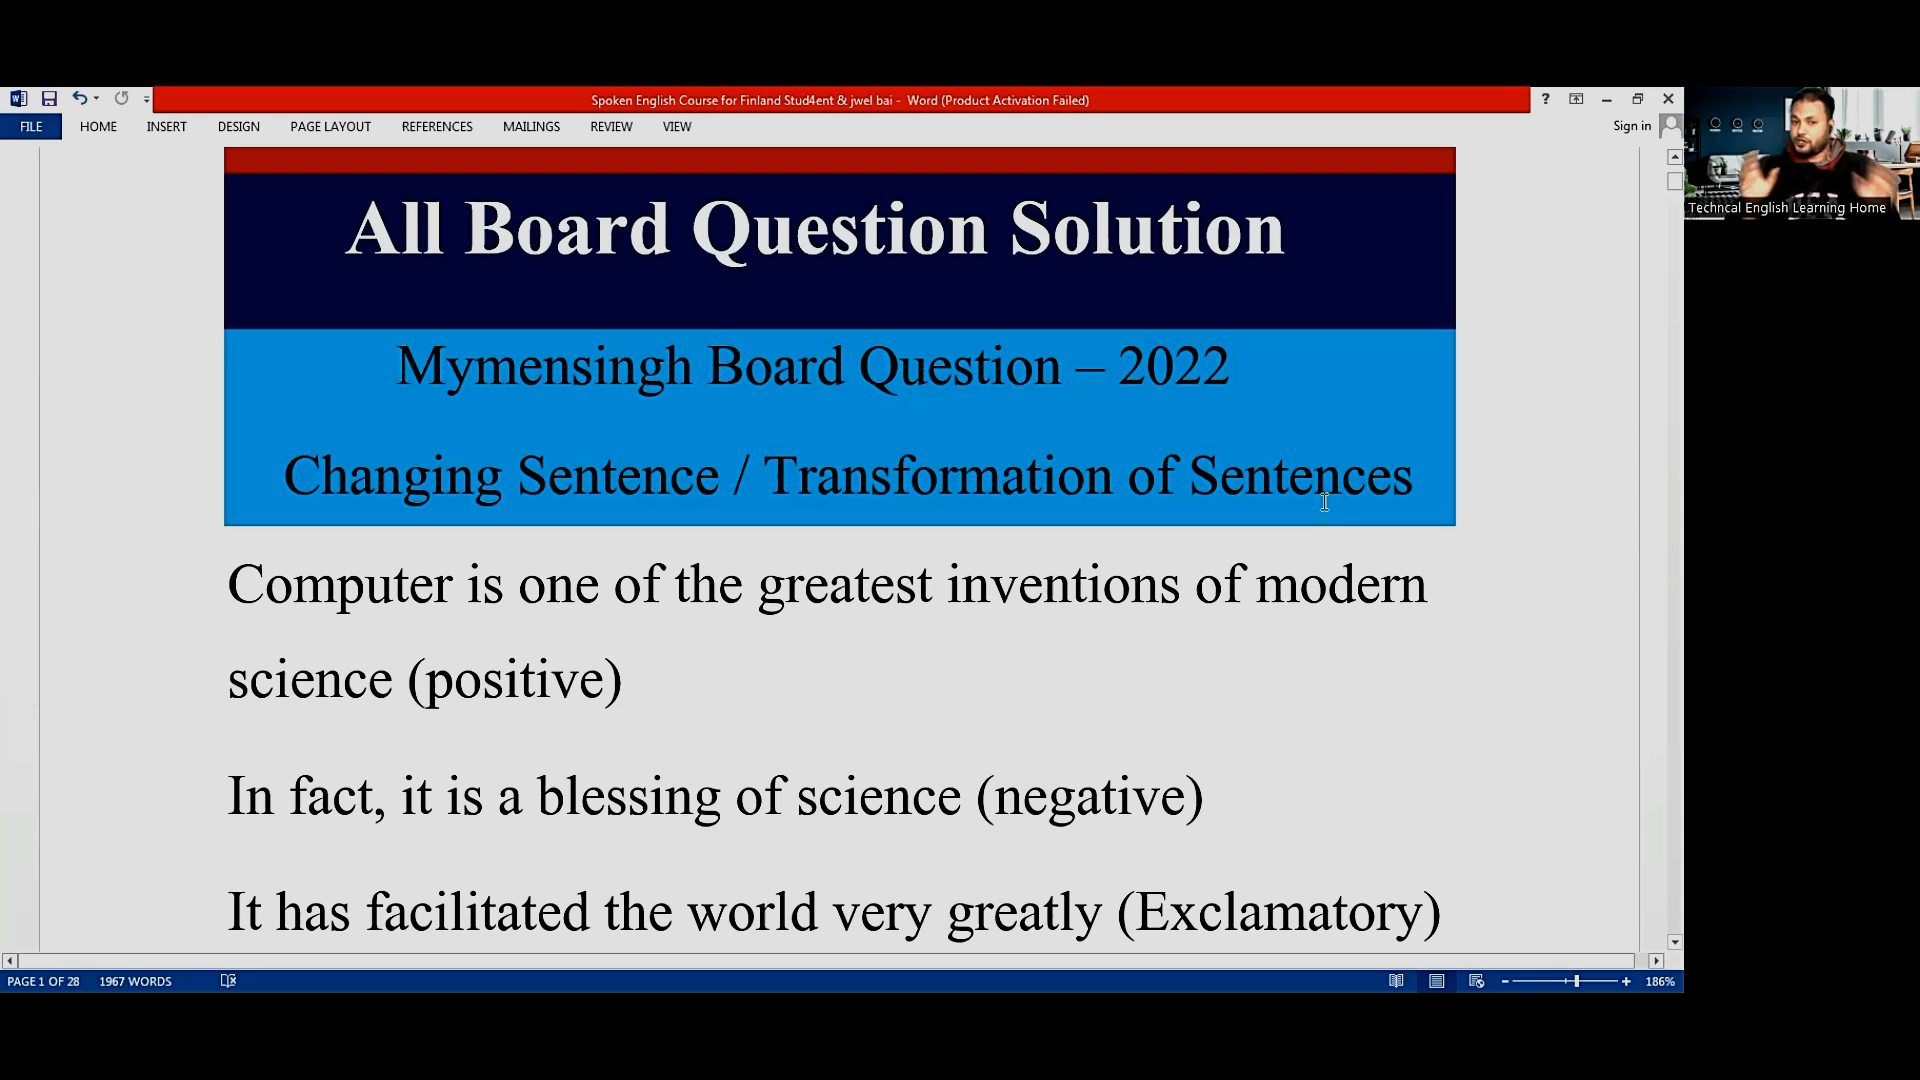 Spoken English Course for Finland Stud4ent & jwel bai - Word (Product Activation Failed)
?
FILE HOME INSERT DESIGN PAGE LAYOUT REFERENCES MAILINGS REVIEW VIEW
Sign in
Techncal English Learning Home
All Board Question Solution
Mymensingh Board Question – 2022
Changing Sentence / Transformation of Sentences
Computer is one of the greatest inventions of modern
science (positive)
In fact, it is a blessing of science (negative)
It has facilitated the world very greatly (Exclamatory)
PAGE 1 OF 28 1967 WORDS
186%